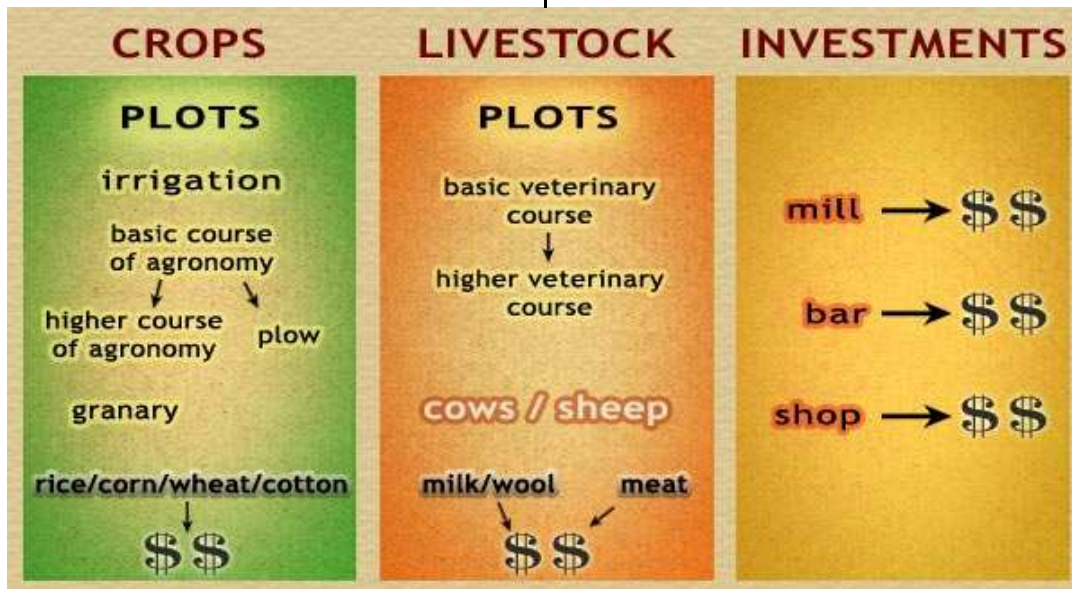 CROPS
PLOTS
irrigation
basic course
of agronomy
higher course
of agronomy
plow
granary
rice/corn/wheat/cotton
$ $
LIVESTOCK
PLOTS
basic veterinary
course
higher veterinary
course
cows / sheep
milk/wool
meat
$ $
INVESTMENTS
mill $ $
bar $ $
shop $ $